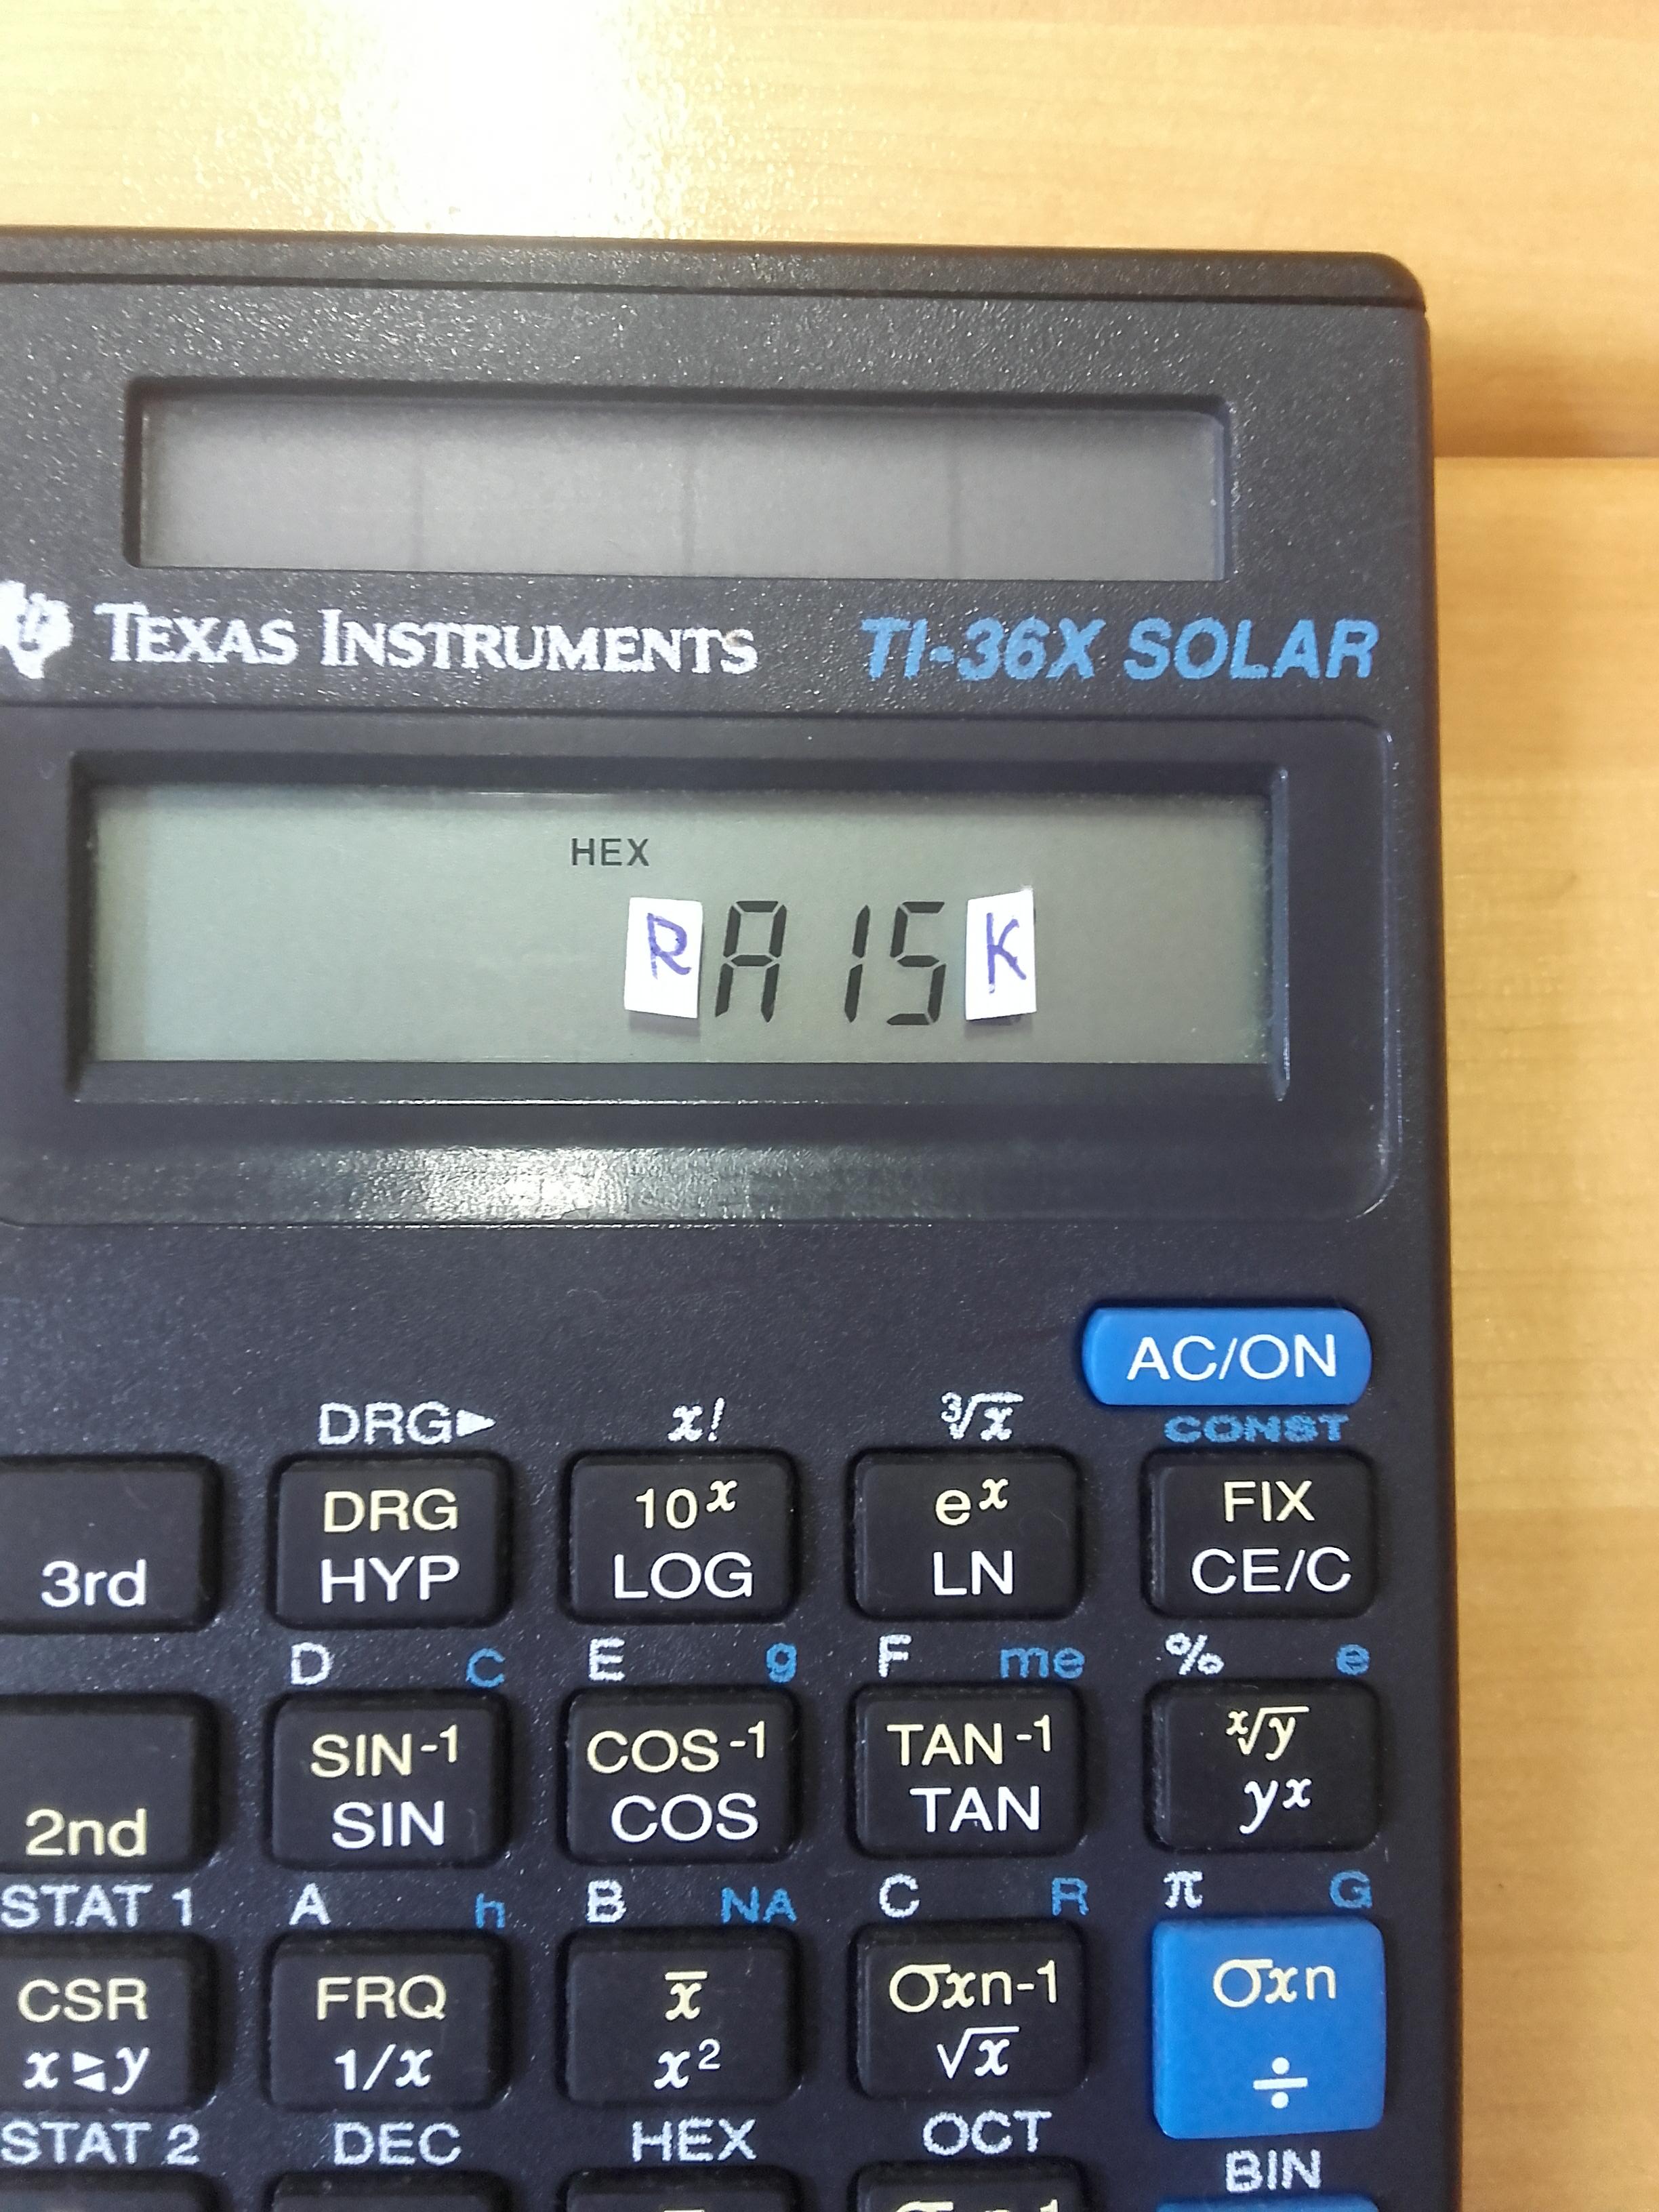 TEXAS INSTRUMENTS TI-36X SOLAR
HEX
RA15K
AC/ON
DRG► x! ³√x CONST
3rd DRG HYP 10ˣ LOG eˣ LN FIX CE/C
D C E g F me % e
2nd SIN⁻¹ SIN COS⁻¹ COS TAN⁻¹ TAN ˣ√y yˣ
STAT 1 A h B NA C R π G
CSR x►◄y FRQ 1/x x̄ x² σxn-1 √x σxn ÷
STAT 2 DEC HEX OCT BIN